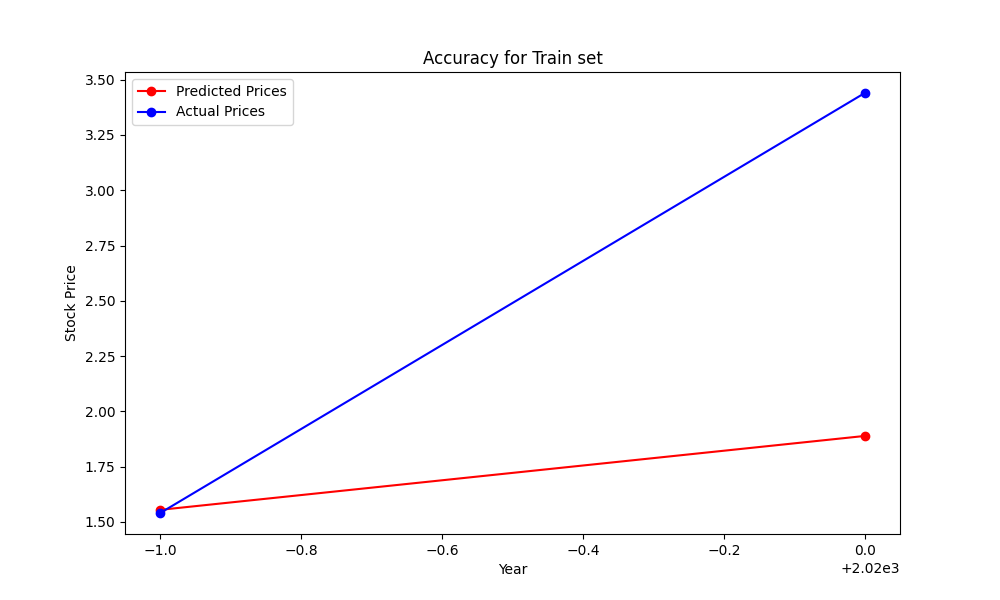 Accuracy for Train set
Predicted Prices
Actual Prices
Stock Price
3.50
3.25
3.00
2.75
2.50
2.25
2.00
1.75
1.50
−1.0 −0.8 −0.6 −0.4 −0.2 0.0
+2.02e3
Year